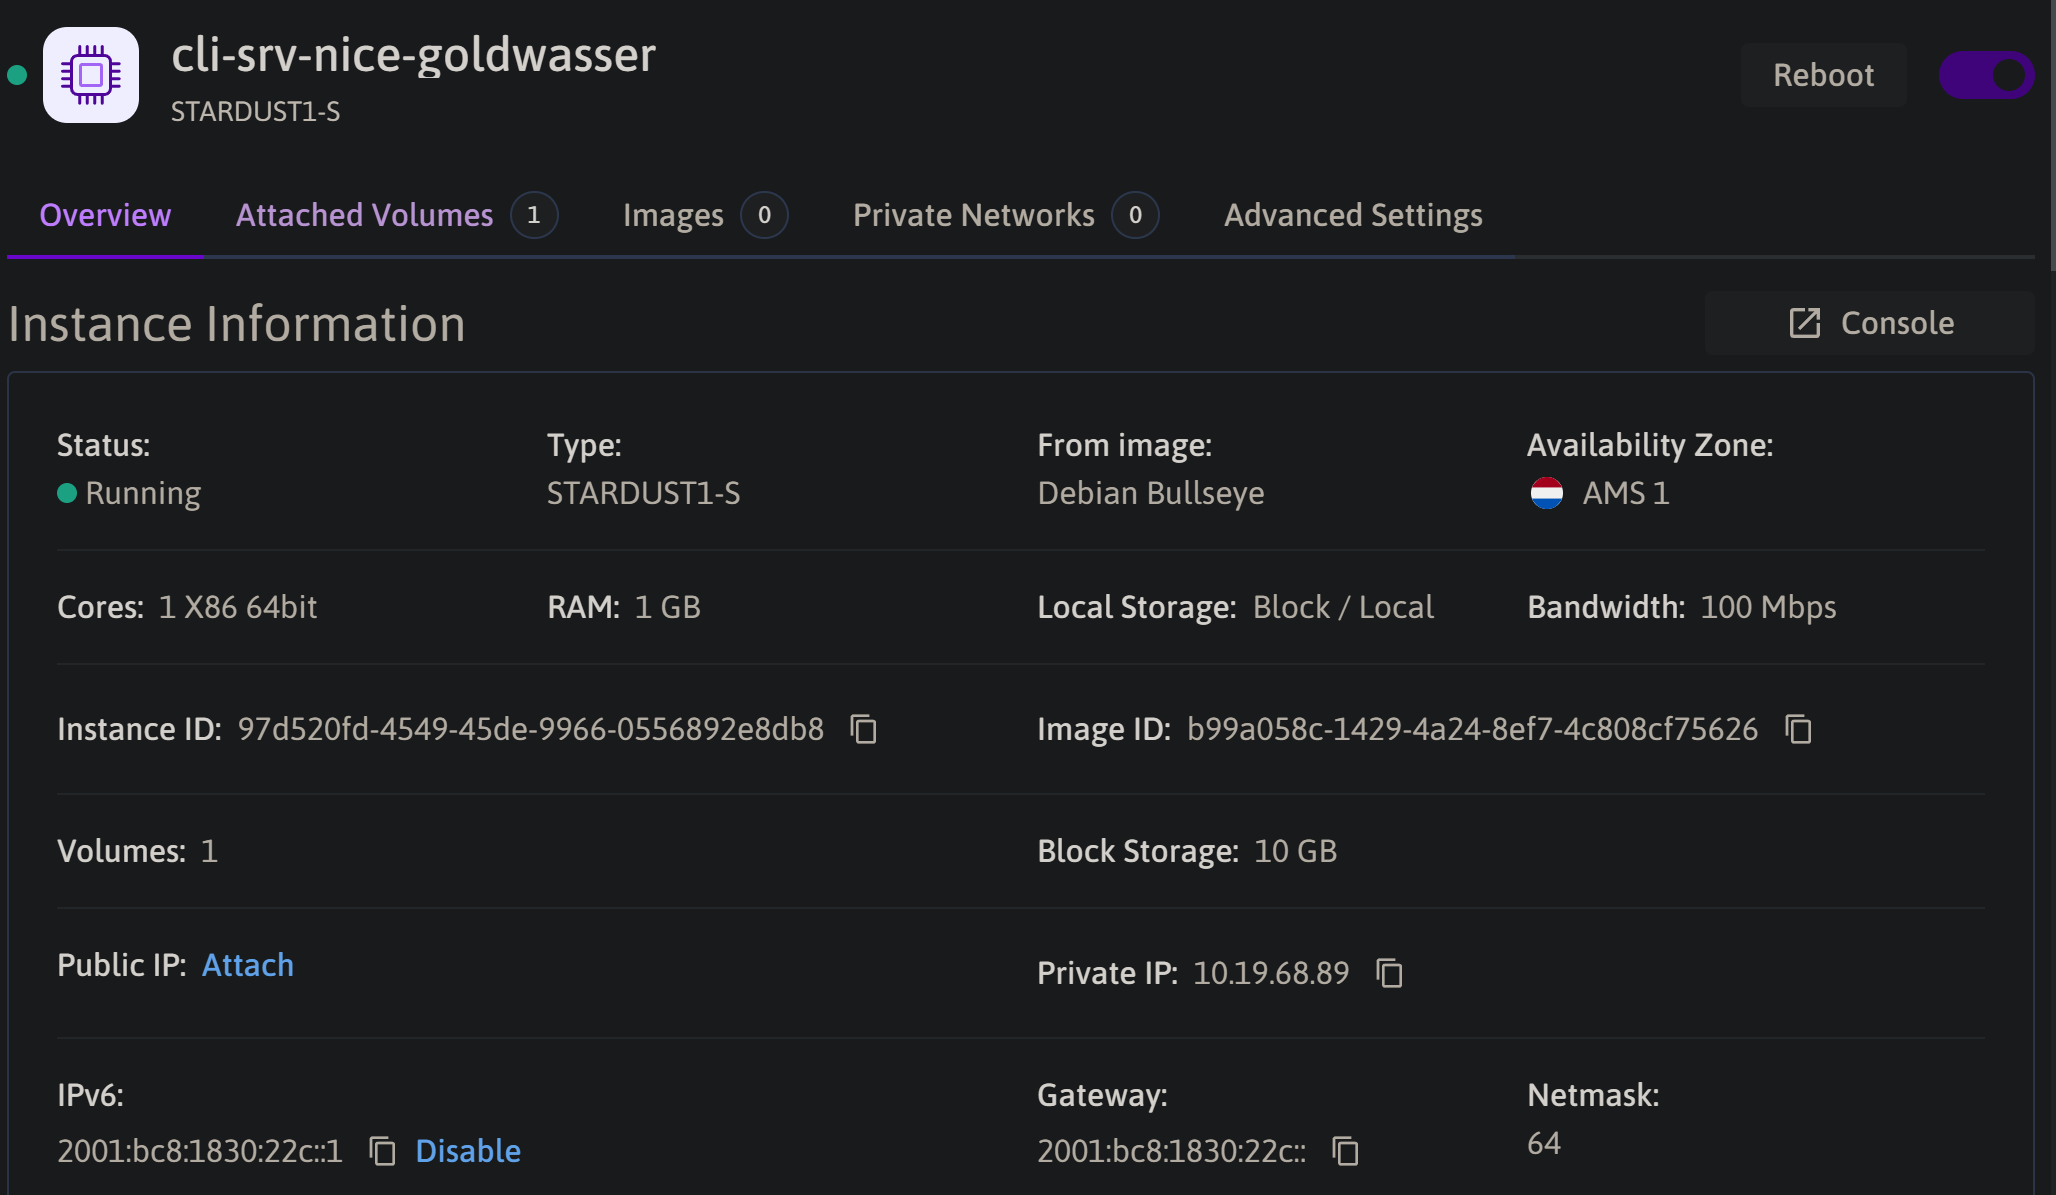 cli-srv-nice-goldwasser
STARDUST1-S
Reboot
Overview
Attached Volumes 1
Images 0
Private Networks 0
Advanced Settings
Instance Information
Console
Status:
Running
Type:
STARDUST1-S
From image:
Debian Bullseye
Availability Zone:
AMS 1
Cores: 1 X86 64bit
RAM: 1 GB
Local Storage: Block / Local
Bandwidth: 100 Mbps
Instance ID: 97d520fd-4549-45de-9966-0556892e8db8
Image ID: b99a058c-1429-4a24-8ef7-4c808cf75626
Volumes: 1
Block Storage: 10 GB
Public IP: Attach
Private IP: 10.19.68.89
IPv6:
2001:bc8:1830:22c::1 Disable
Gateway:
2001:bc8:1830:22c::
Netmask:
64